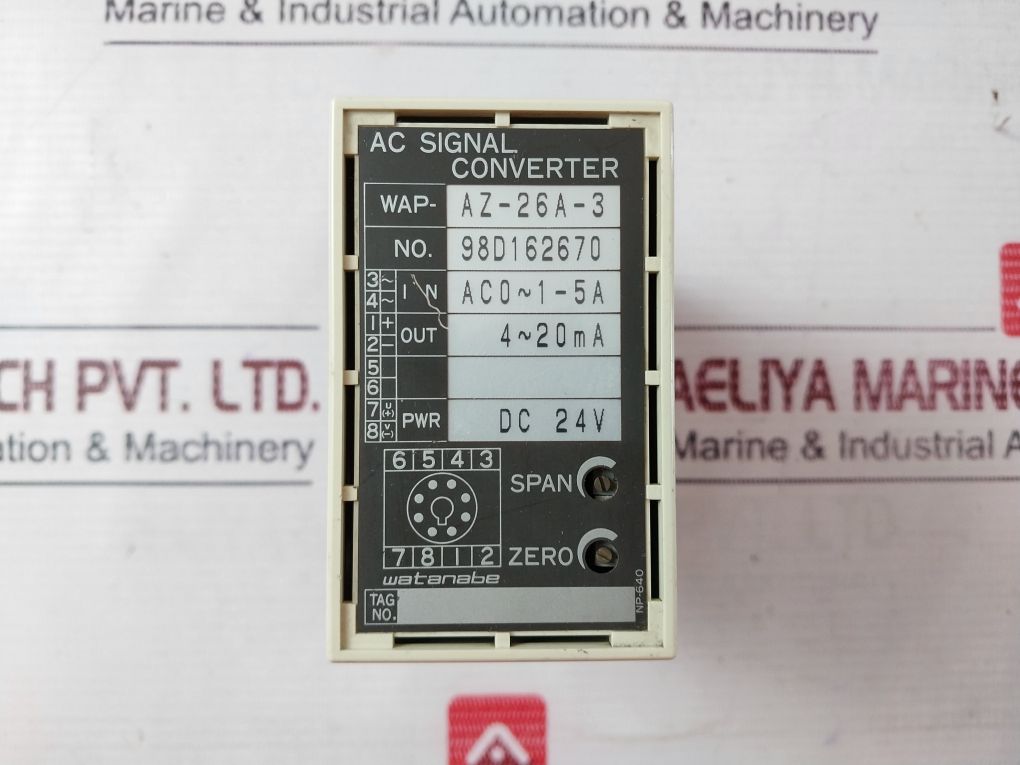 Marine & Industrial Automation & Machinery
AC SIGNAL
CONVERTER
WAP- AZ-26A-3
NO. 98D162670
3 ~ IN AC0~1-5A
4 ~
1 + OUT 4~20mA
2 -
5
6
7 U(+) PWR DC 24V
8 V(-)
6 5 4 3
SPAN
7 8 1 2
ZERO
watanabe
TAG
NO.
NP-640
CH PVT. LTD.
AELIYA MARINE
ation & Machinery
Marine & Industrial A